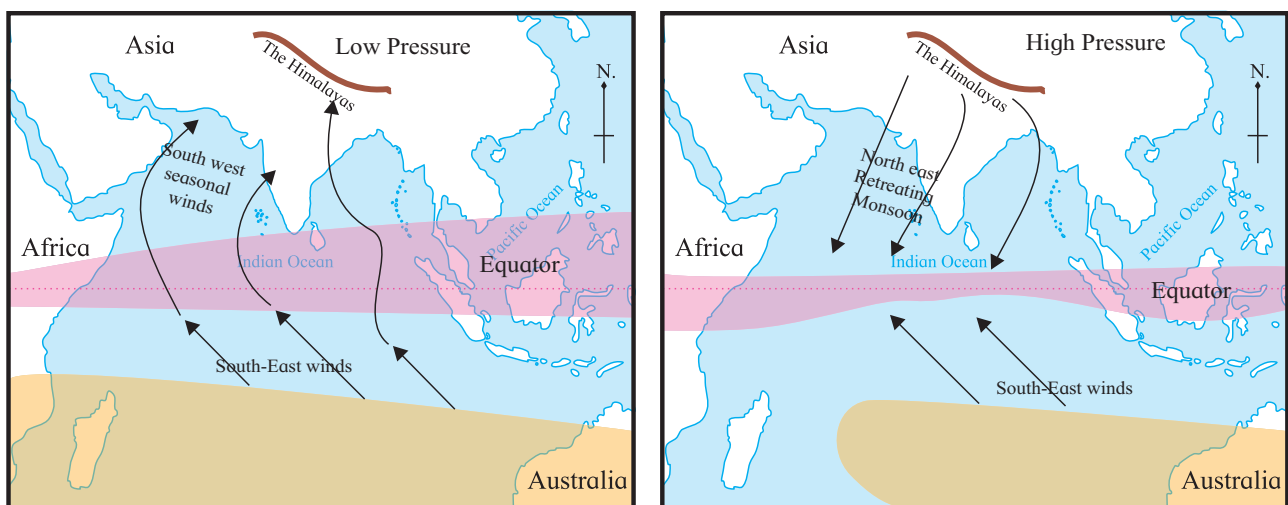 Asia
Low Pressure
The Himalayas
N.
South west
seasonal
winds
Pacific Ocean
Africa
Indian Ocean
Equator
South-East winds
Australia
Asia
High Pressure
The Himalayas
N.
North east
Retreating
Monsoon
Pacific Ocean
Africa
Indian Ocean
Equator
South-East winds
Australia